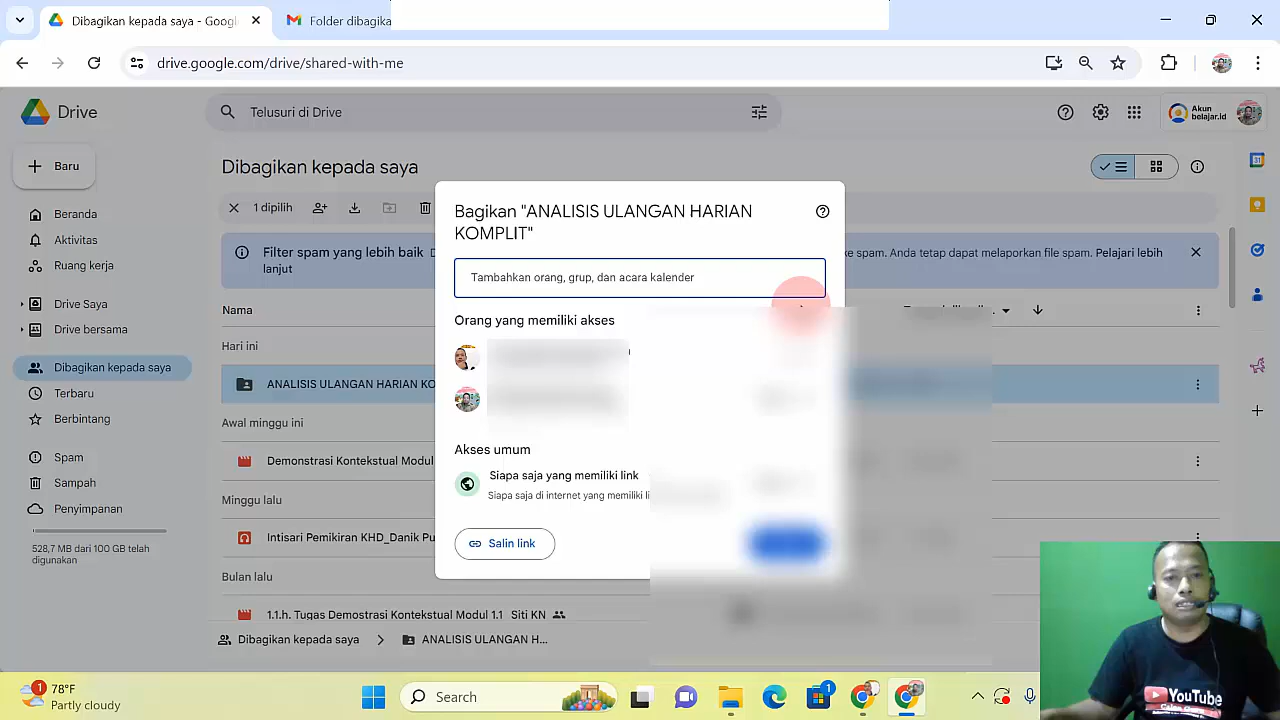 Dibagikan kepada saya - Googl
Folder dibagika
drive.google.com/drive/shared-with-me
Drive
Telusuri di Drive
Akun
belajar.id
Baru
Dibagikan kepada saya
Beranda
Aktivitas
Ruang kerja
Drive Saya
Drive bersama
Dibagikan kepada saya
Terbaru
Berbintang
Spam
Sampah
Penyimpanan
528,7 MB dari 100 GB telah
digunakan
1 dipilih
Filter spam yang lebih baik
ke spam. Anda tetap dapat melaporkan file spam. Pelajari lebih
lanjut
Nama
Hari ini
ANALISIS ULANGAN HARIAN KO
Awal minggu ini
Demonstrasi Kontekstual Modul
Minggu lalu
Intisari Pemikiran KHD_Danik Pu
Bulan lalu
1.1.h. Tugas Demostrasi Kontekstual Modul 1.1 Siti KN
Dibagikan kepada saya
ANALISIS ULANGAN H...
Bagikan "ANALISIS ULANGAN HARIAN
KOMPLIT"
Tambahkan orang, grup, dan acara kalender
Orang yang memiliki akses
Akses umum
Siapa saja yang memiliki link
Siapa saja di internet yang memiliki li
Salin link
31
YouTube
1
78°F
Partly cloudy
Search
1